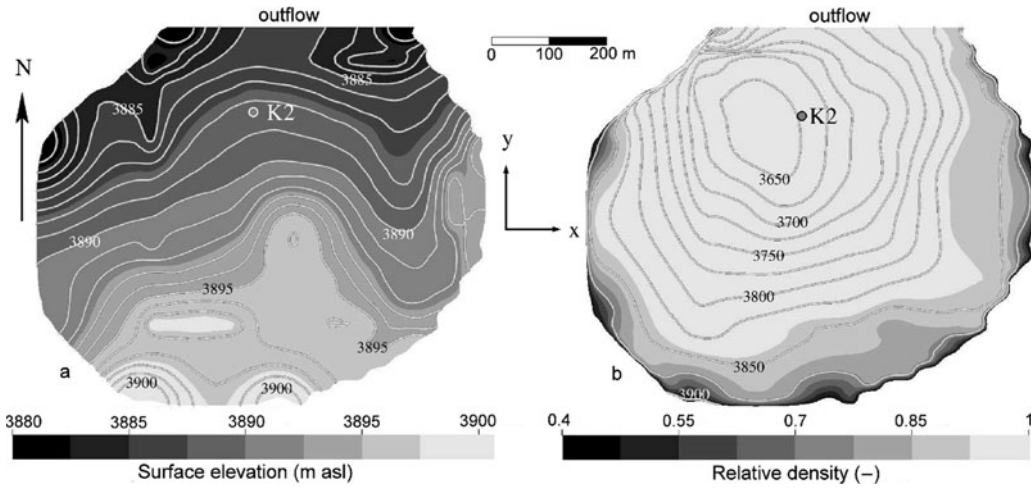 outflow
outflow
0 100 200 m
N
3885
3885
K2
K2
y
x
3650
3700
3750
3890
3890
3800
3895
3895
a
b
3850
3900
3900
3900
3880 3885 3890 3895 3900
0.4 0.55 0.7 0.85 1
Surface elevation (m asl)
Relative density (–)